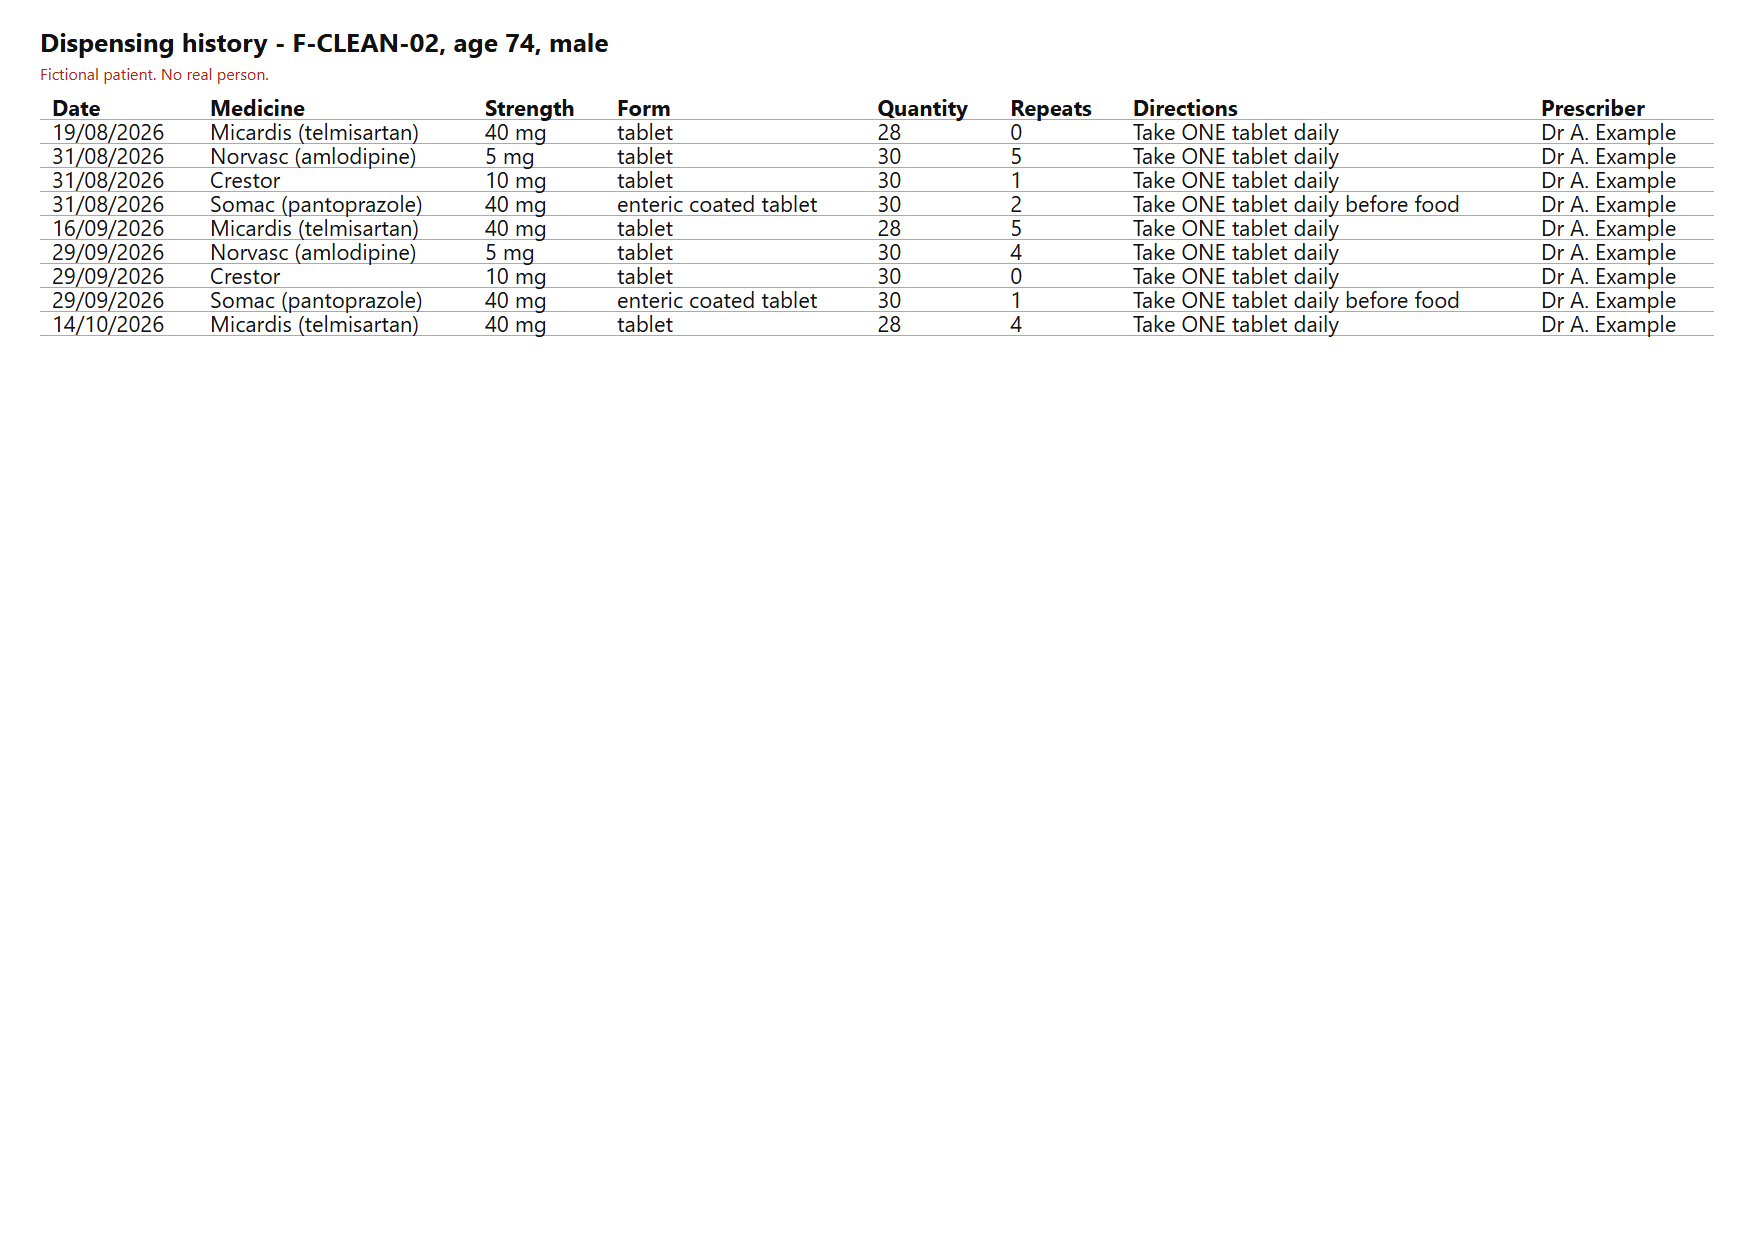 Dispensing history - F-CLEAN-02, age 74, male
Fictional patient. No real person.
Date Medicine Strength Form Quantity Repeats Directions Prescriber
19/08/2026 Micardis (telmisartan) 40 mg tablet 28 0 Take ONE tablet daily Dr A. Example
31/08/2026 Norvasc (amlodipine) 5 mg tablet 30 5 Take ONE tablet daily Dr A. Example
31/08/2026 Crestor 10 mg tablet 30 1 Take ONE tablet daily Dr A. Example
31/08/2026 Somac (pantoprazole) 40 mg enteric coated tablet 30 2 Take ONE tablet daily before food Dr A. Example
16/09/2026 Micardis (telmisartan) 40 mg tablet 28 5 Take ONE tablet daily Dr A. Example
29/09/2026 Norvasc (amlodipine) 5 mg tablet 30 4 Take ONE tablet daily Dr A. Example
29/09/2026 Crestor 10 mg tablet 30 0 Take ONE tablet daily Dr A. Example
29/09/2026 Somac (pantoprazole) 40 mg enteric coated tablet 30 1 Take ONE tablet daily before food Dr A. Example
14/10/2026 Micardis (telmisartan) 40 mg tablet 28 4 Take ONE tablet daily Dr A. Example